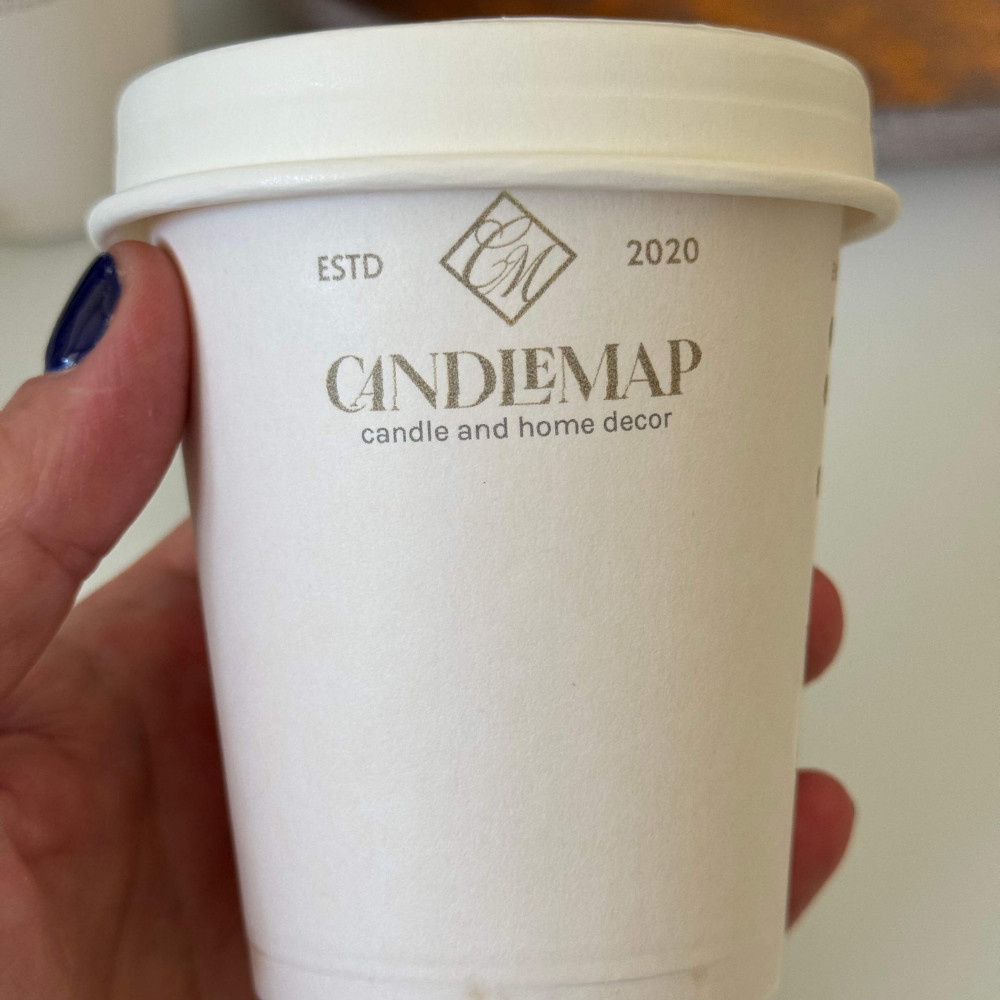 ESTD CM 2020
CANDLEMAP
candle and home decor